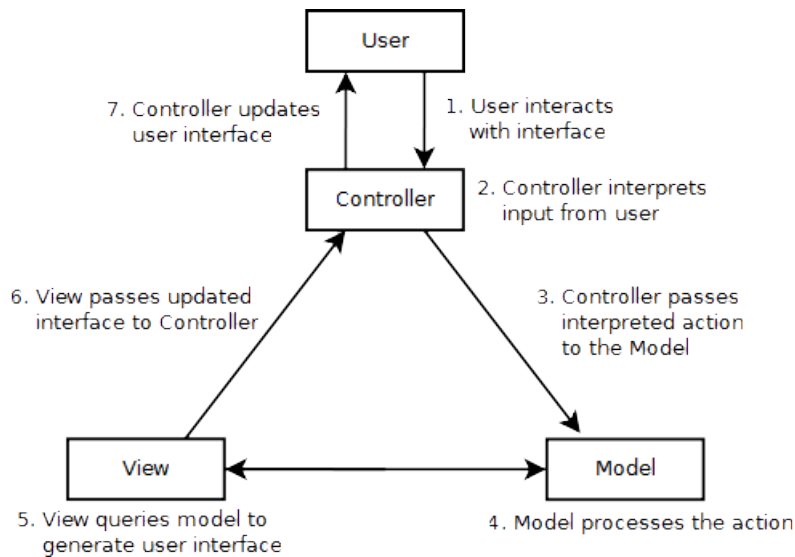 User
7. Controller updates
user interface
1. User interacts
with interface
Controller
2. Controller interprets
input from user
6. View passes updated
interface to Controller
3. Controller passes
interpreted action
to the Model
View
Model
5. View queries model to
generate user interface
4. Model processes the action